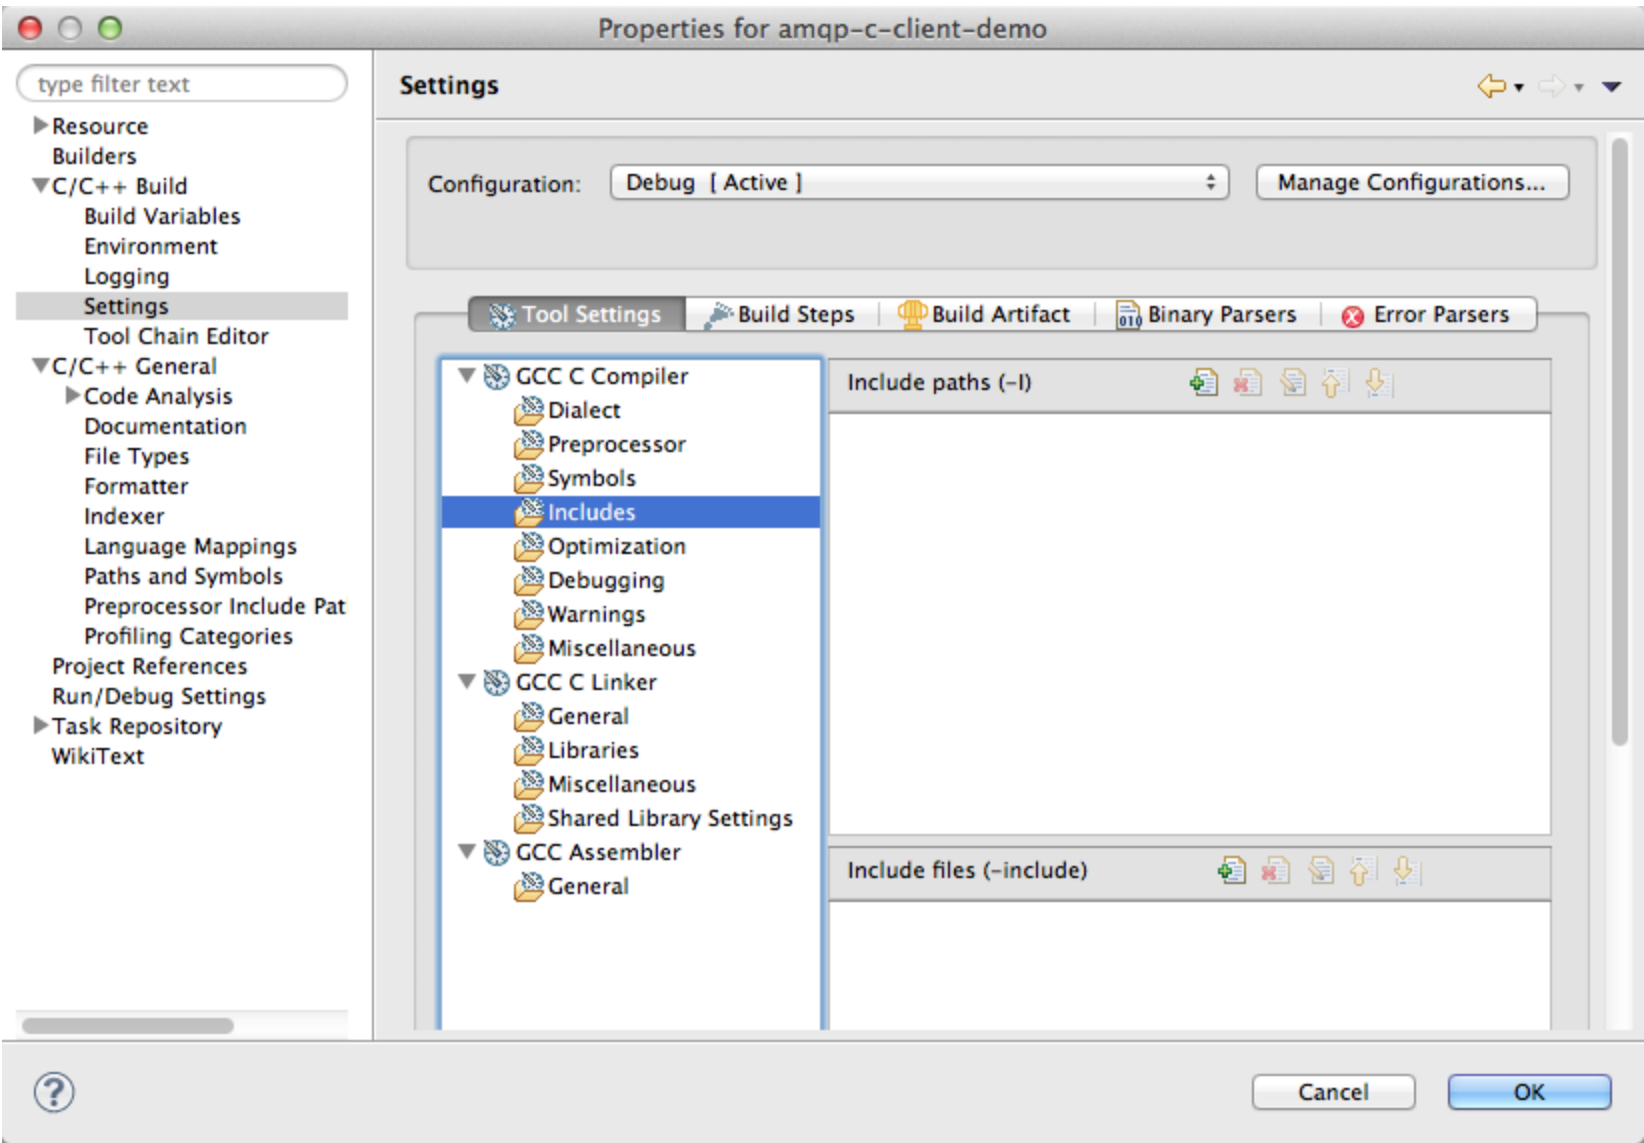 Properties for amqp-c-client-demo
type filter text
Resource
Builders
C/C++ Build
Build Variables
Environment
Logging
Settings
Tool Chain Editor
C/C++ General
Code Analysis
Documentation
File Types
Formatter
Indexer
Language Mappings
Paths and Symbols
Preprocessor Include Pat
Profiling Categories
Project References
Run/Debug Settings
Task Repository
WikiText
Settings
Configuration: Debug [ Active ] Manage Configurations...
Tool Settings Build Steps Build Artifact Binary Parsers Error Parsers
GCC C Compiler
Dialect
Preprocessor
Symbols
Includes
Optimization
Debugging
Warnings
Miscellaneous
GCC C Linker
General
Libraries
Miscellaneous
Shared Library Settings
GCC Assembler
General
Include paths (-I)
Include files (-include)
? Cancel OK